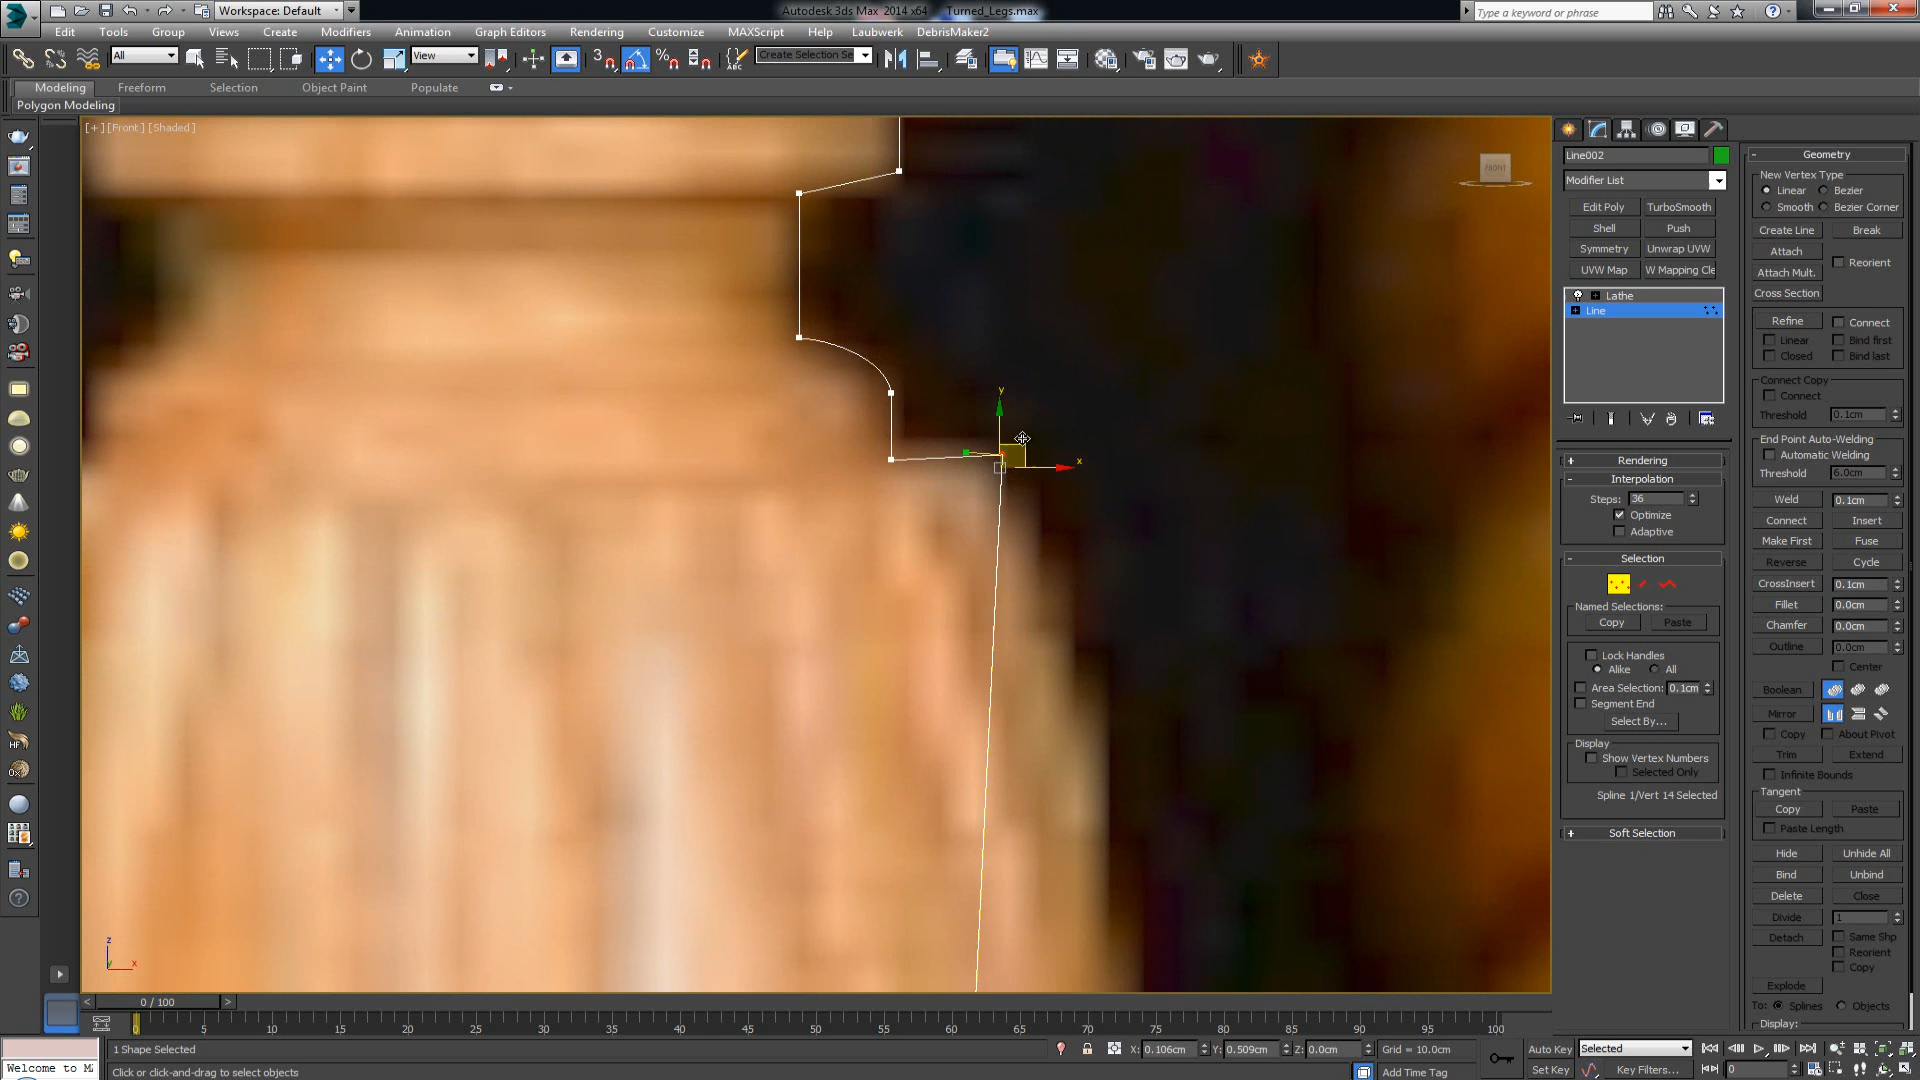 Workspace: Default
Autodesk 3ds Max 2014 x64 Turned_Legs.max
Type a keyword or phrase
Edit Tools Group Views Create Modifiers Animation Graph Editors Rendering Customize MAXScript Help Laubwerk DebrisMaker2
All View Create Selection Se
Modeling Freeform Selection Object Paint Populate
Polygon Modeling
[+] [Front] [Shaded]
FRONT
y
x
z
x
Line002
Modifier List
Edit Poly TurboSmooth
Shell Push
Symmetry Unwrap UVW
UVW Map W Mapping Cle
Lathe
Line
+ Rendering
- Interpolation
Steps: 36
Optimize
Adaptive
- Selection
Named Selections:
Copy Paste
Lock Handles
Alike All
Area Selection: 0.1cm
Segment End
Select By...
Display
Show Vertex Numbers
Selected Only
Spline 1/Vert 14 Selected
+ Soft Selection
- Geometry
New Vertex Type
Linear Bezier
Smooth Bezier Corner
Create Line Break
Attach
Reorient
Attach Mult.
Cross Section
Refine Connect
Linear Bind first
Closed Bind last
Connect Copy
Connect
Threshold 0.1cm
End Point Auto-Welding
Automatic Welding
Threshold 6.0cm
Weld 0.1cm
Connect Insert
Make First Fuse
Reverse Cycle
CrossInsert 0.1cm
Fillet 0.0cm
Chamfer 0.0cm
Outline 0.0cm
Center
Boolean
Mirror
Copy About Pivot
Trim Extend
Infinite Bounds
Tangent
Copy Paste
Paste Length
Hide Unhide All
Bind Unbind
Delete Close
Divide 1
Detach Same Shp
Reorient
Copy
Explode
To: Splines Objects
Display:
< 0 / 100 >
0 5 10 15 20 25 30 35 40 45 50 55 60 65 70 75 80 85 90 95 100
1 Shape Selected
X: 0.106cm Y: 0.509cm Z: 0.0cm Grid = 10.0cm
Auto Key Selected
Welcome to MA
Click or click-and-drag to select objects
Add Time Tag
Set Key Key Filters... 0